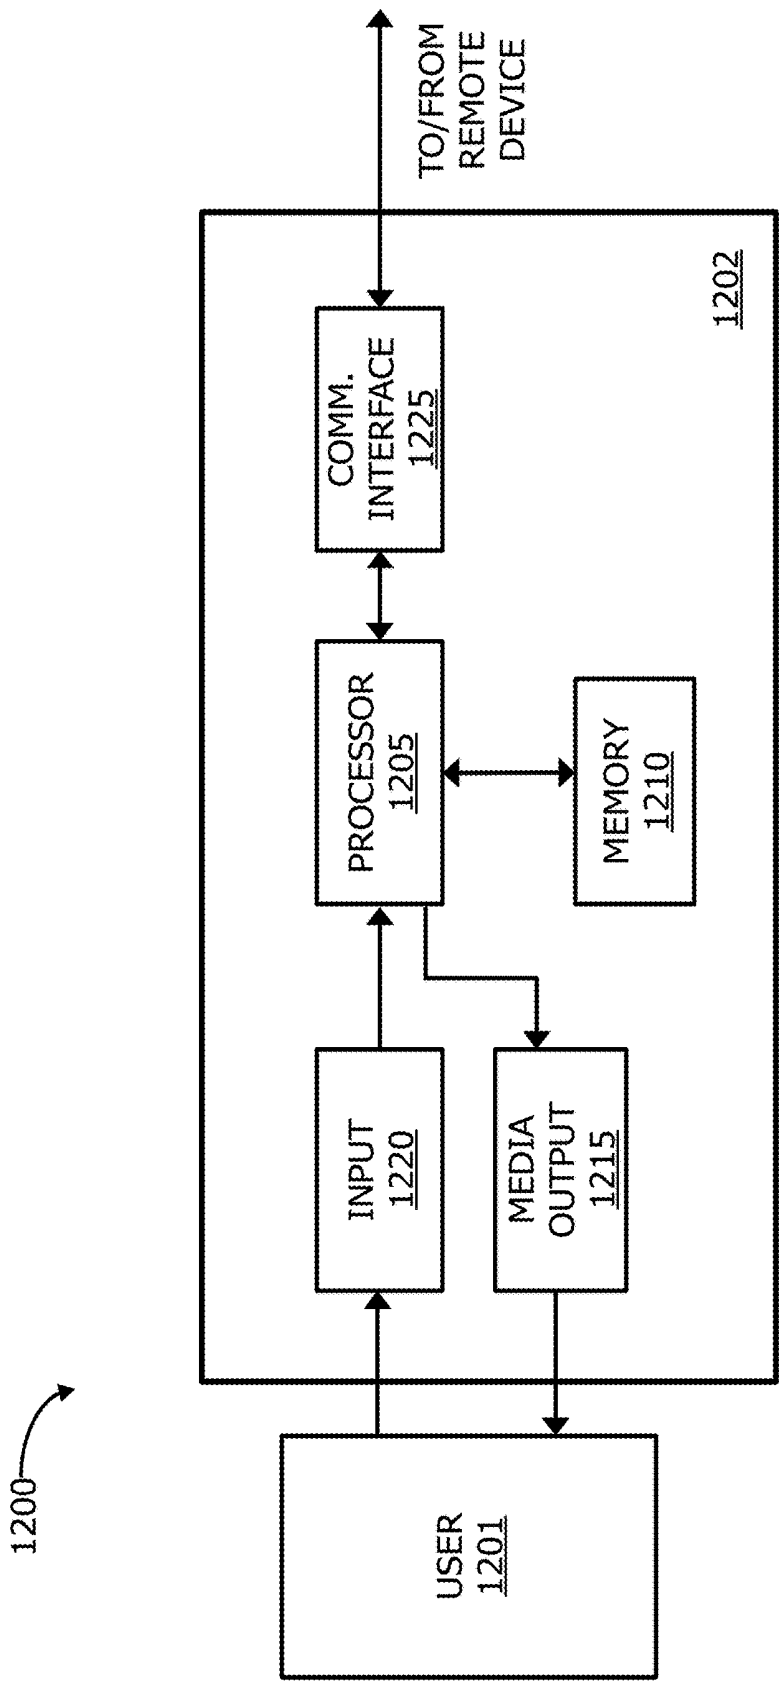 1200
USER
1201
INPUT
1220
MEDIA
OUTPUT
1215
PROCESSOR
1205
MEMORY
1210
COMM.
INTERFACE
1225
1202
TO/FROM
REMOTE
DEVICE